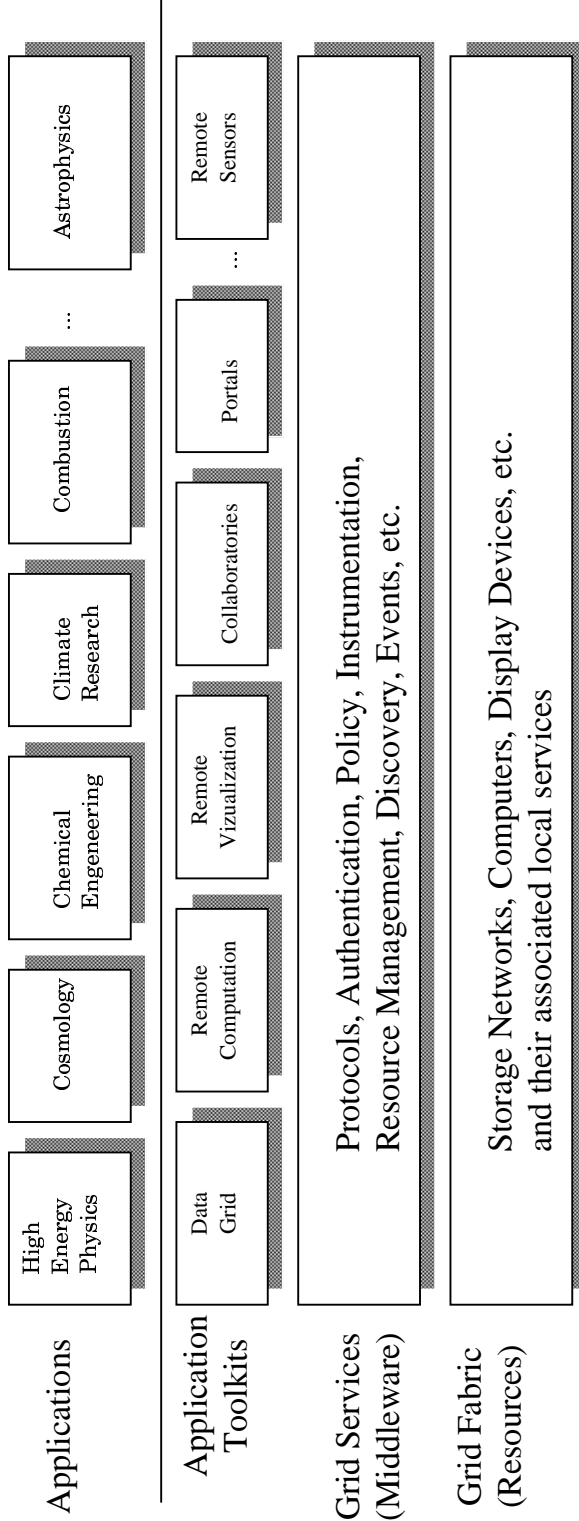 Applications
High
Energy
Physics
Cosmology
Chemical
Engeneering
Climate
Research
Combustion
...
Astrophysics
Application
Toolkits
Data
Grid
Remote
Computation
Remote
Vizualization
Collaboratories
Portals
...
Remote
Sensors
Grid Services
(Middleware)
Protocols, Authentication, Policy, Instrumentation,
Resource Management, Discovery, Events, etc.
Grid Fabric
(Resources)
Storage Networks, Computers, Display Devices, etc.
and their associated local services